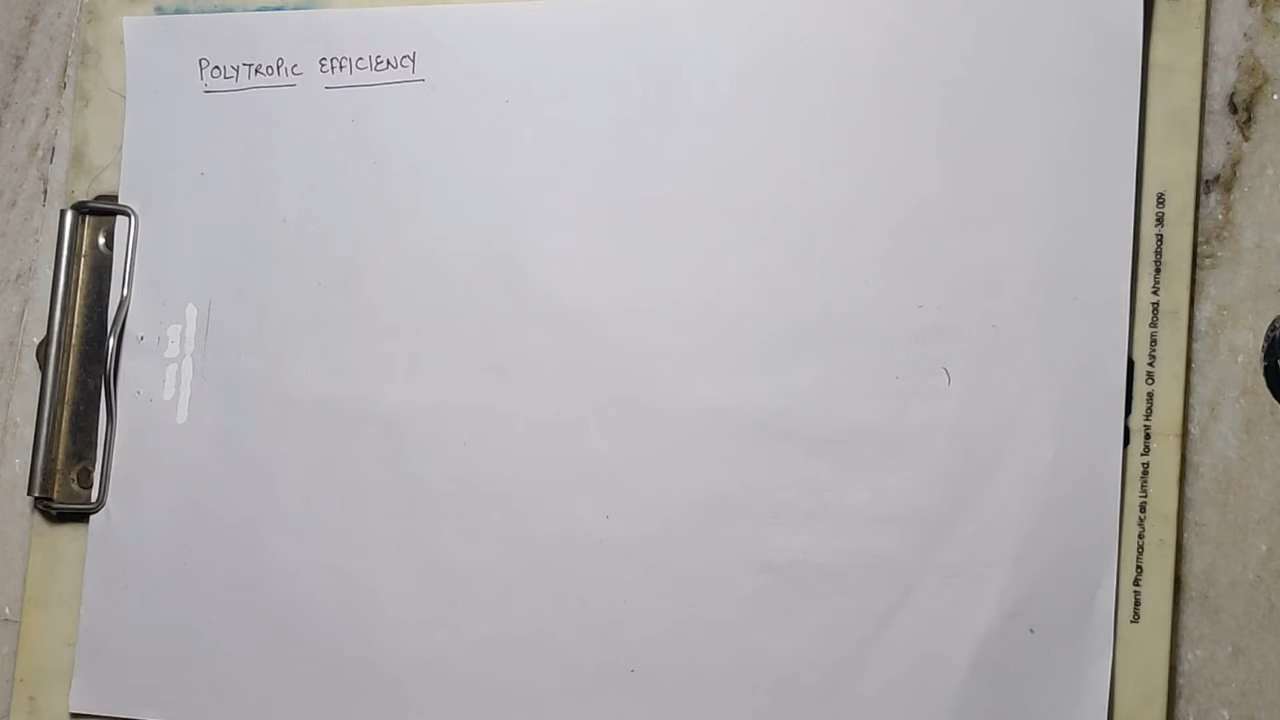 POLYTROPIC EFFICIENCY
Torrent Pharmaceuticals Limited. Torrent House, Off Ashram Road, Ahmedabad-380 009.